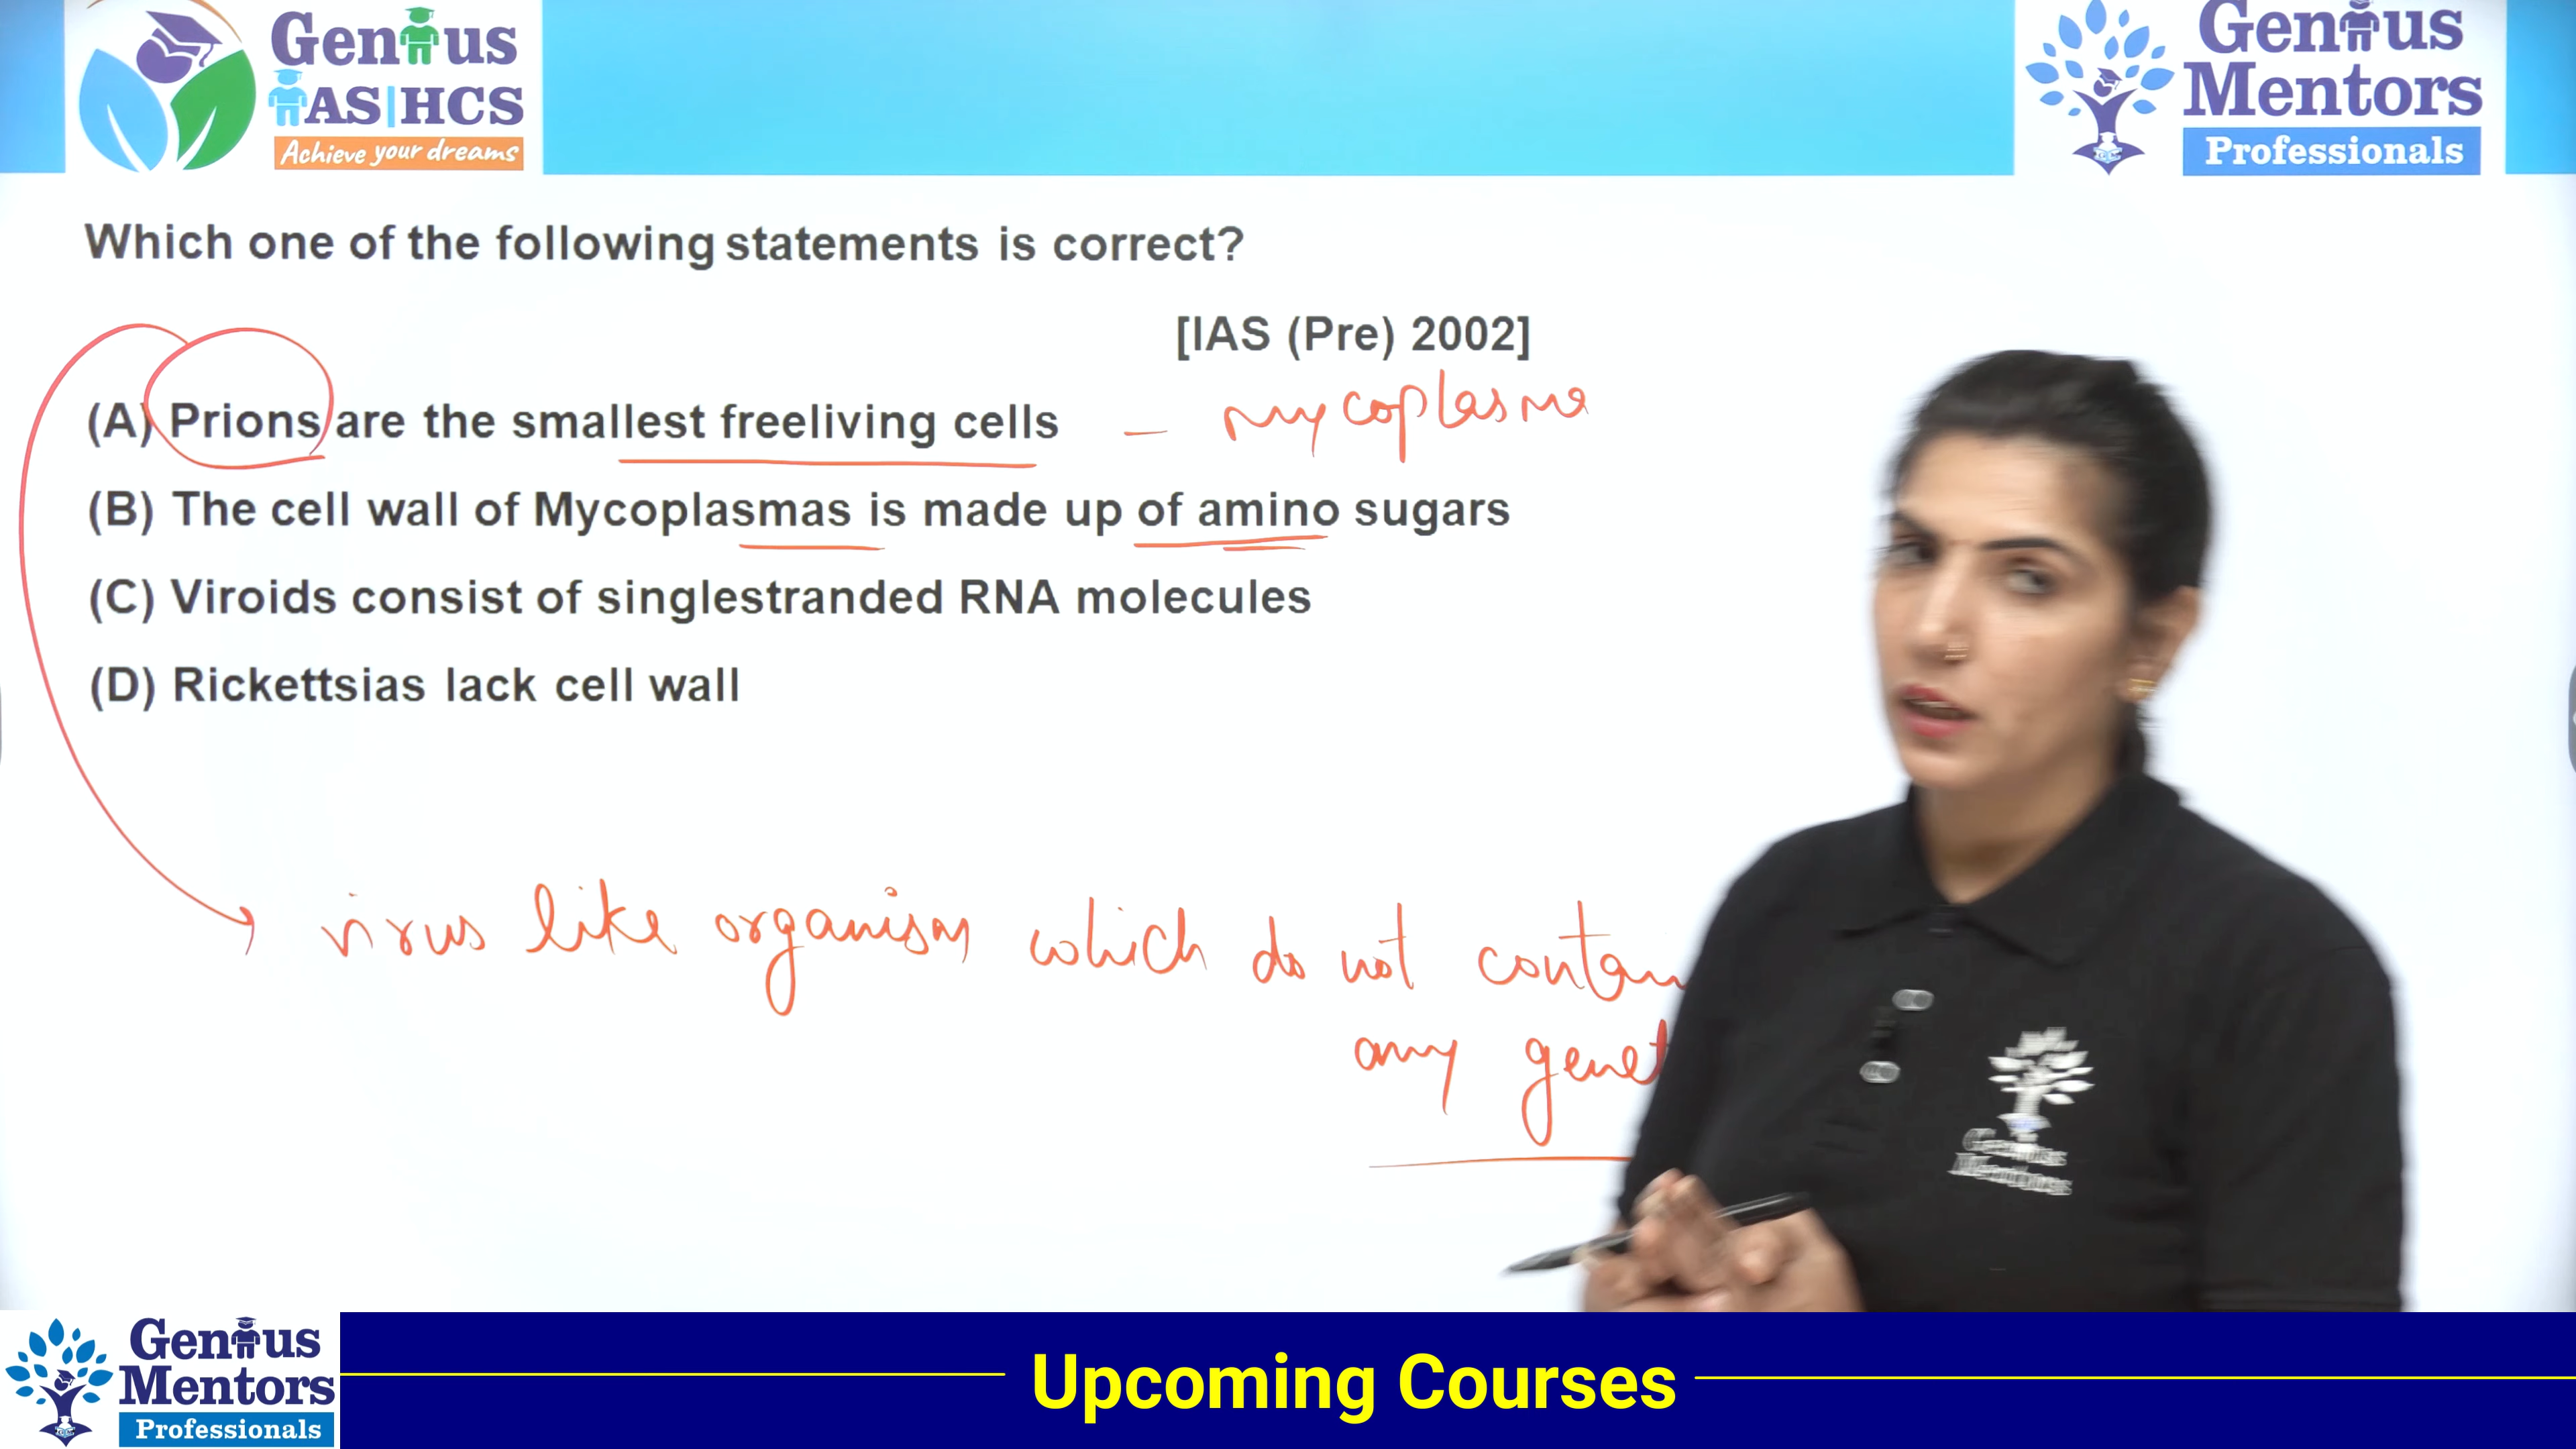 Genius
IAS|HCS
Achieve your dreams
Genius
Mentors
Professionals
Which one of the following statements is correct?
[IAS (Pre) 2002]
(A) Prions are the smallest freeliving cells - mycoplasma
(B) The cell wall of Mycoplasmas is made up of amino sugars
(C) Viroids consist of singlestranded RNA molecules
(D) Rickettsias lack cell wall
virus like organism which do not contain
any genet
Genius
Mentors
Genius
Mentors
Professionals
Upcoming Courses